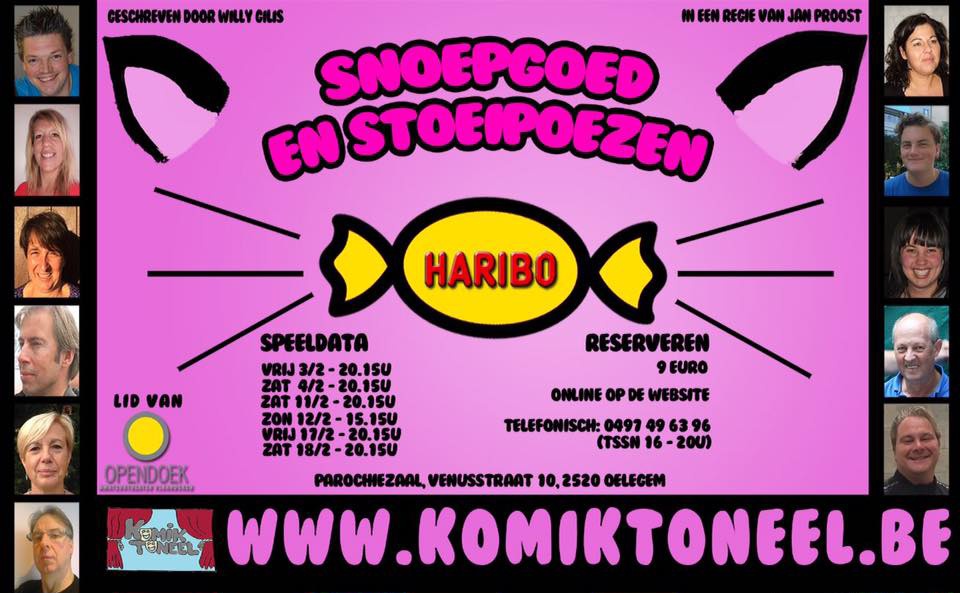 GESCHREVEN DOOR WILLY GILIS
IN EEN REGIE VAN JAN PROOST
SNOEPGOED
EN STOEIPOEZEN
HARIBO
SPEELDATA
VRIJ 3/2 - 20.15U
ZAT 4/2 - 20.15U
ZAT 11/2 - 20.15U
ZON 12/2 - 15.15U
VRIJ 17/2 - 20.15U
ZAT 18/2 - 20.15U
RESERVEREN
9 EURO
ONLINE OP DE WEBSITE
TELEFONISCH: 0497 49 63 96
(TSSN 16 - 20U)
LID VAN
OPENDOEK
AMATEURTHEATER VLAANDEREN
PAROCHIEZAAL, VENUSSTRAAT 10, 2520 OELEGEM
KOMIK
TONEEL
WWW.KOMIKTONEEL.BE